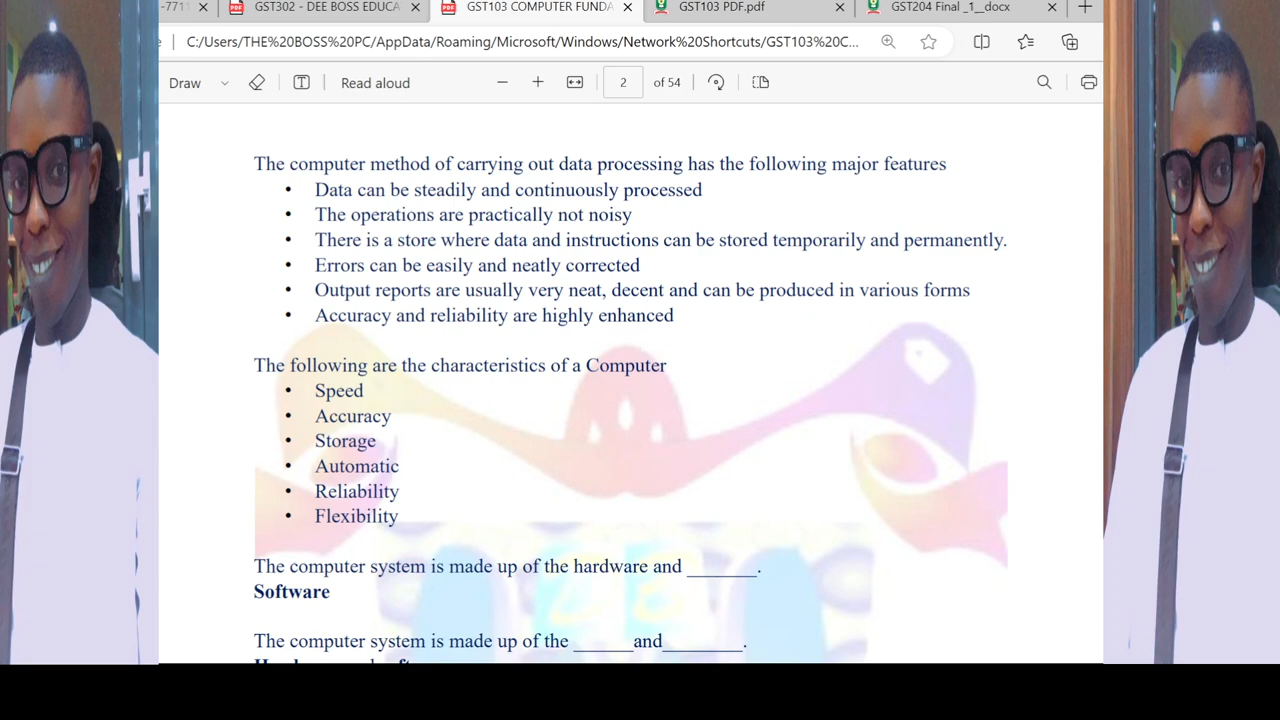 -7711
GST302 - DEE BOSS EDUCA
GST103 COMPUTER FUNDA
GST103 PDF.pdf
GST204 Final _1__docx
C:/Users/THE%20BOSS%20PC/AppData/Roaming/Microsoft/Windows/Network%20Shortcuts/GST103%20C...
Draw
Read aloud
2 of 54
The computer method of carrying out data processing has the following major features
• Data can be steadily and continuously processed
• The operations are practically not noisy
• There is a store where data and instructions can be stored temporarily and permanently.
• Errors can be easily and neatly corrected
• Output reports are usually very neat, decent and can be produced in various forms
• Accuracy and reliability are highly enhanced
The following are the characteristics of a Computer
• Speed
• Accuracy
• Storage
• Automatic
• Reliability
• Flexibility
The computer system is made up of the hardware and _______.
Software
The computer system is made up of the ______and________.